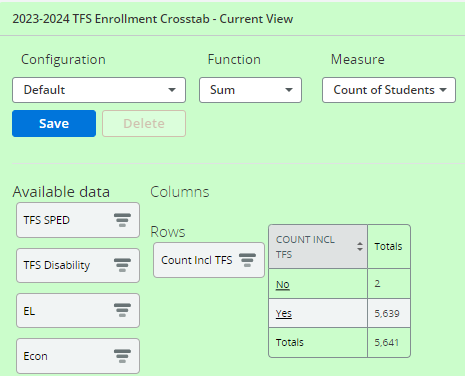 2023-2024 TFS Enrollment Crosstab - Current View
Configuration
Function
Measure
Default
Sum
Count of Students
Save
Delete
Available data
Columns
TFS SPED
Rows
TFS Disability
Count Incl TFS
EL
Econ
COUNT INCL
TFS
Totals
No
2
Yes
5,639
Totals
5,641